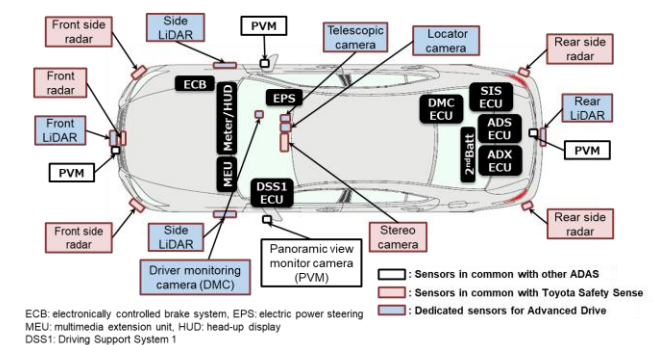 Front side
radar
Side
LiDAR
PVM
Telescopic
camera
Locator
camera
Rear side
radar
Front
radar
ECB
Meter/HUD
EPS
DMC
ECU
SIS
ECU
Rear
LiDAR
Front
LiDAR
ADS
ECU
PVM
MEU
2ndBatt
ADX
ECU
PVM
DSS1
ECU
Front side
radar
Side
LiDAR
Stereo
camera
Rear side
radar
Driver monitoring
camera (DMC)
Panoramic view
monitor camera
(PVM)
: Sensors in common with other ADAS
: Sensors in common with Toyota Safety Sense
: Dedicated sensors for Advanced Drive
ECB: electronically controlled brake system, EPS: electric power steering
MEU: multimedia extension unit, HUD: head-up display
DSS1: Driving Support System 1